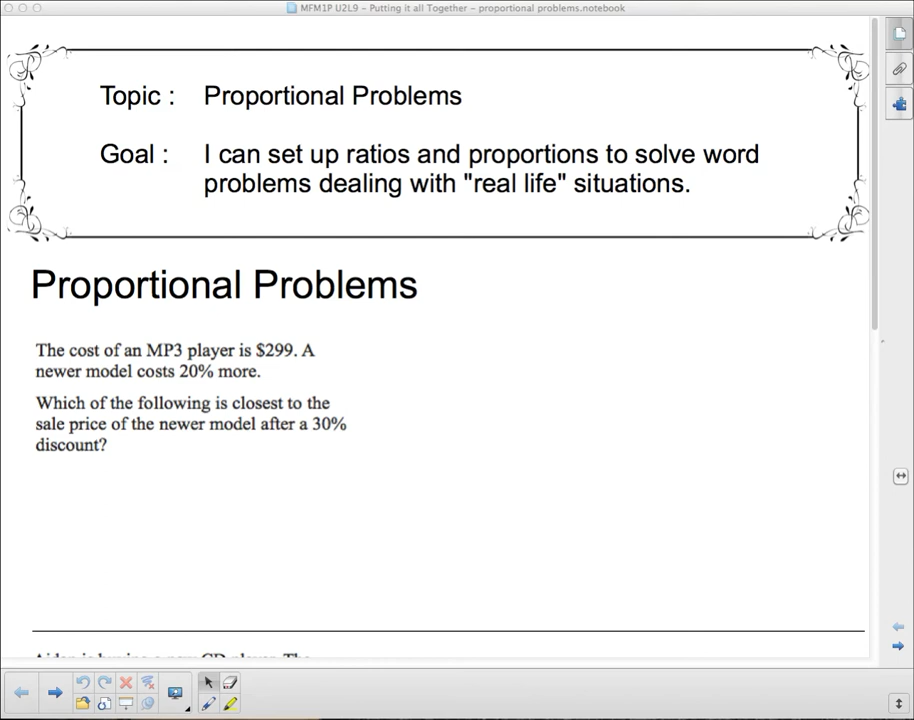 MFM1P U2L9 – Putting it all Together – proportional problems.notebook
Topic : Proportional Problems
Goal : I can set up ratios and proportions to solve word
problems dealing with "real life" situations.
Proportional Problems
The cost of an MP3 player is $299. A
newer model costs 20% more.
Which of the following is closest to the
sale price of the newer model after a 30%
discount?